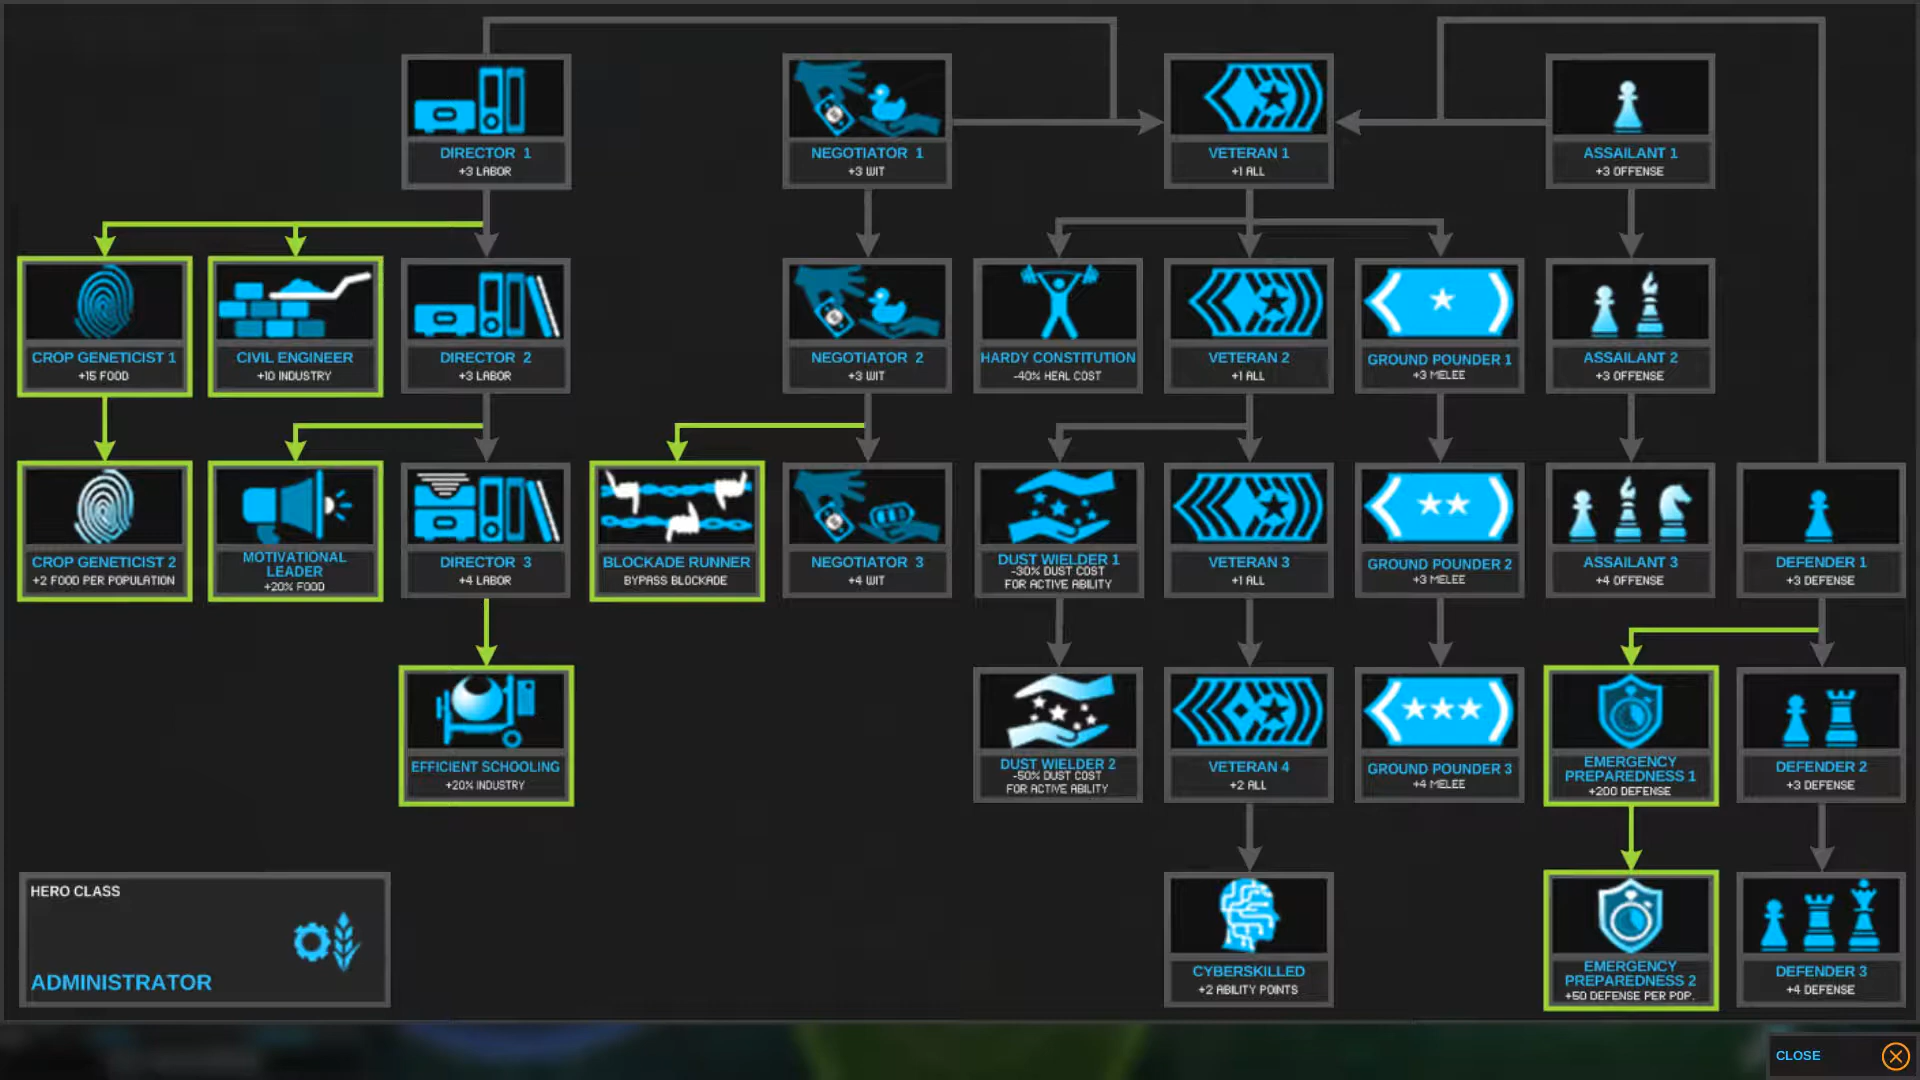 DIRECTOR 1
+3 LABOR
NEGOTIATOR 1
+3 WIT
VETERAN 1
+1 ALL
ASSAILANT 1
+3 OFFENSE
CROP GENETICIST 1
+15 FOOD
CIVIL ENGINEER
+10 INDUSTRY
DIRECTOR 2
+3 LABOR
NEGOTIATOR 2
+3 WIT
HARDY CONSTITUTION
-40% HEAL COST
VETERAN 2
+1 ALL
GROUND POUNDER 1
+3 MELEE
ASSAILANT 2
+3 OFFENSE
CROP GENETICIST 2
+2 FOOD PER POPULATION
MOTIVATIONAL
LEADER
+20% FOOD
DIRECTOR 3
+4 LABOR
BLOCKADE RUNNER
BYPASS BLOCKADE
NEGOTIATOR 3
+4 WIT
DUST WIELDER 1
-30% DUST COST
FOR ACTIVE ABILITY
VETERAN 3
+1 ALL
GROUND POUNDER 2
+3 MELEE
ASSAILANT 3
+4 OFFENSE
DEFENDER 1
+3 DEFENSE
EFFICIENT SCHOOLING
+20% INDUSTRY
DUST WIELDER 2
-50% DUST COST
FOR ACTIVE ABILITY
VETERAN 4
+2 ALL
GROUND POUNDER 3
+4 MELEE
EMERGENCY
PREPAREDNESS 1
+200 DEFENSE
DEFENDER 2
+3 DEFENSE
HERO CLASS
ADMINISTRATOR
CYBERSKILLED
+2 ABILITY POINTS
EMERGENCY
PREPAREDNESS 2
+50 DEFENSE PER POP.
DEFENDER 3
+4 DEFENSE
CLOSE